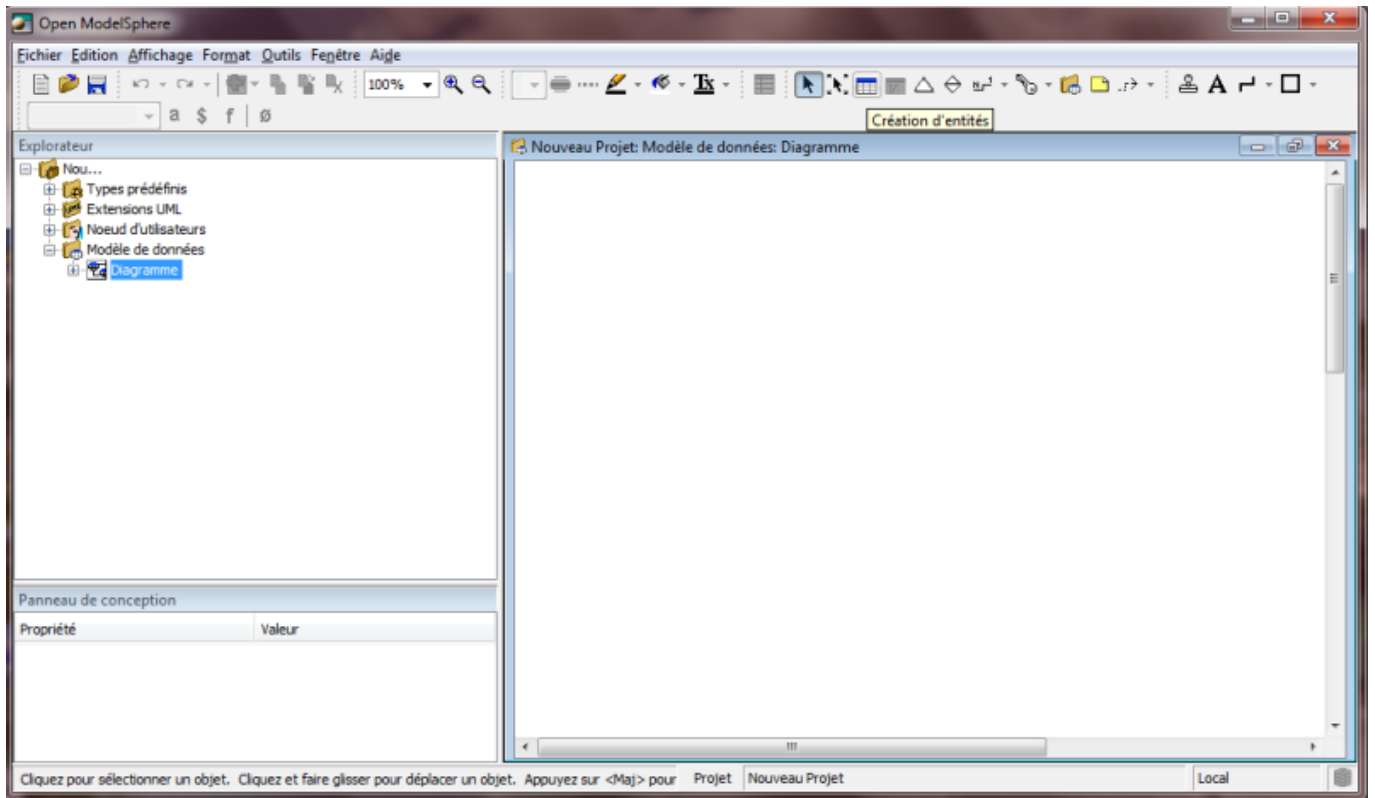 Open ModelSphere
Fichier Edition Affichage Format Outils Fenêtre Aide
100%
Tx
A
a $ f ø
Création d'entités
Explorateur
Nou...
Types prédéfinis
Extensions UML
Noeud d'utilisateurs
Modèle de données
Diagramme
Nouveau Projet: Modèle de données: Diagramme
Panneau de conception
Propriété Valeur
Cliquez pour sélectionner un objet. Cliquez et faire glisser pour déplacer un objet. Appuyez sur <Maj> pour Projet Nouveau Projet Local